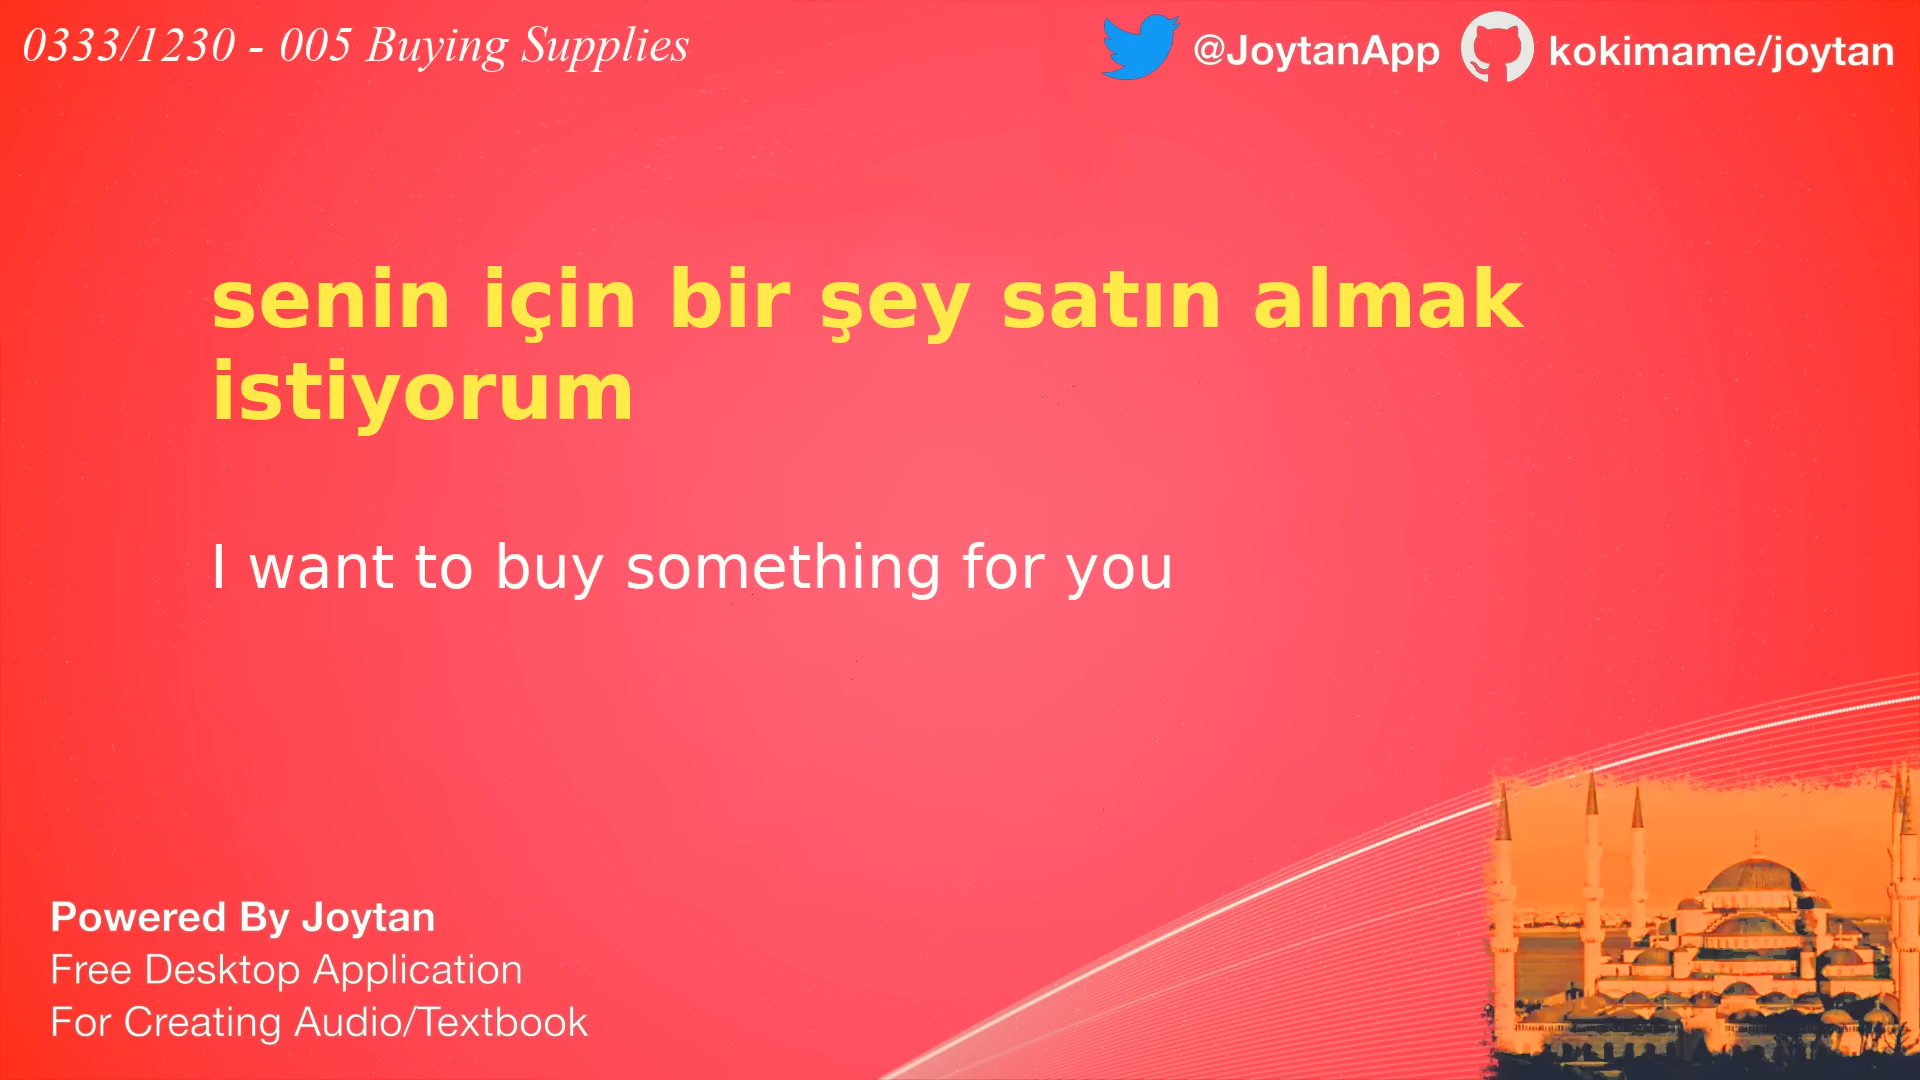 0333/1230 - 005 Buying Supplies
@JoytanApp
kokimame/joytan
senin için bir şey satın almak
istiyorum
I want to buy something for you
Powered By Joytan
Free Desktop Application
For Creating Audio/Textbook